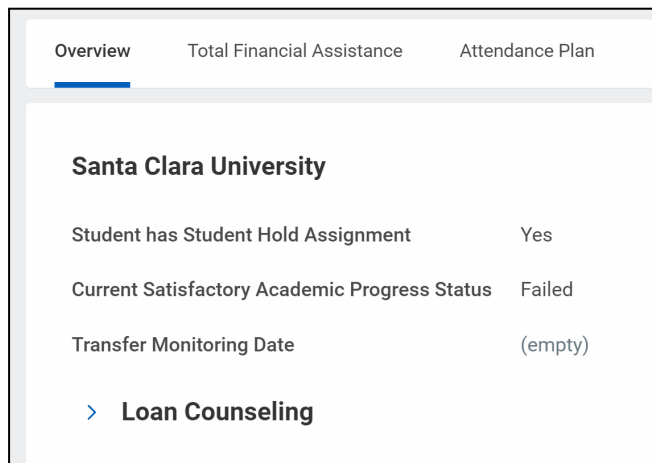 Overview Total Financial Assistance Attendance Plan
Santa Clara University
Student has Student Hold Assignment Yes
Current Satisfactory Academic Progress Status Failed
Transfer Monitoring Date (empty)
Loan Counseling